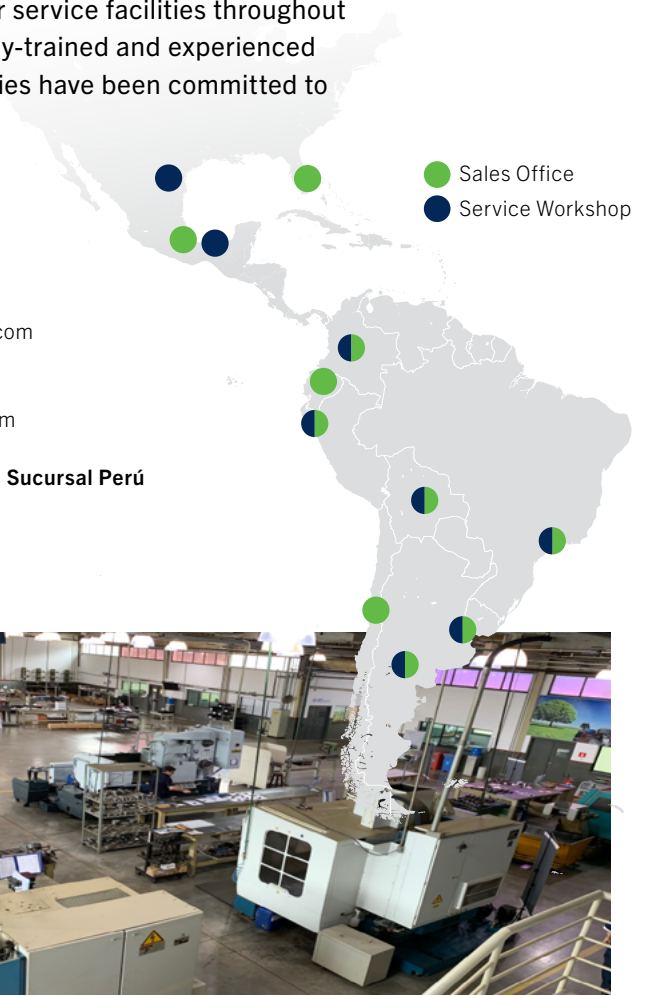 r service facilities throughout
y-trained and experienced
ies have been committed to
Sales Office
Service Workshop
com
m
Sucursal Perú